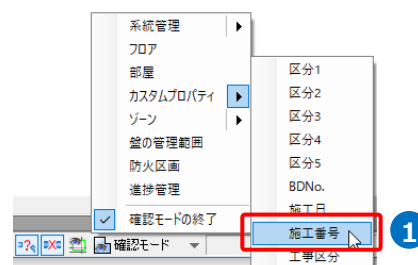 系統管理
フロア
部屋
カスタムプロパティ
ゾーン
盤の管理範囲
防火区画
進捗管理
確認モードの終了
区分1
区分2
区分3
区分4
区分5
BDNo.
施工日
施工番号
工事区分
1
確認モード